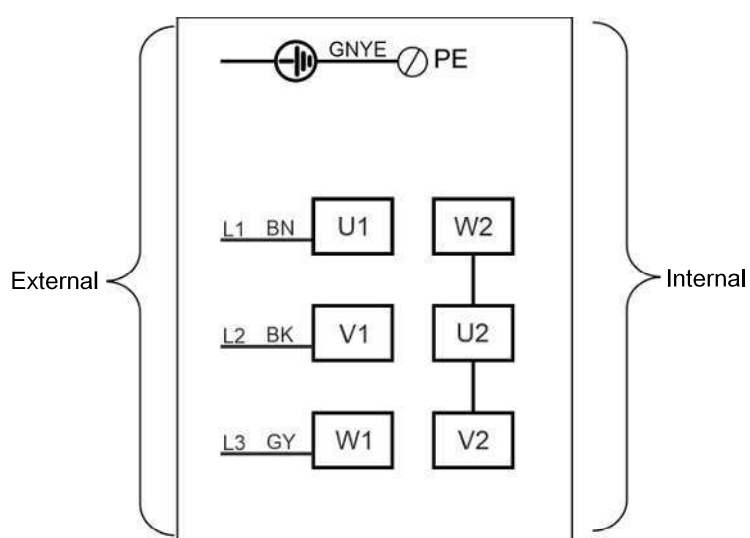 GNYE PE
L1 BN U1 W2
External Internal
L2 BK V1 U2
L3 GY W1 V2